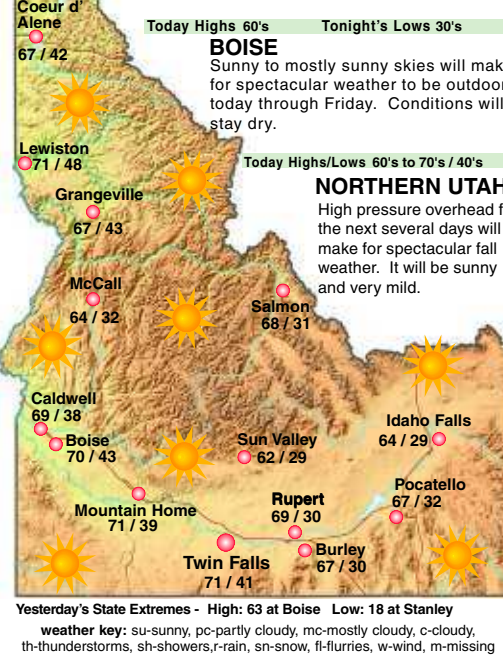 Coeur d'
Alene
67 / 42
Today Highs 60's Tonight's Lows 30's
BOISE
Sunny to mostly sunny skies will mak
for spectacular weather to be outdoor
today through Friday. Conditions will
stay dry.
Lewiston
71 / 48
Today Highs/Lows 60's to 70's / 40's
NORTHERN UTAH
High pressure overhead f
the next several days will
make for spectacular fall
weather. It will be sunny
and very mild.
Grangeville
67 / 43
McCall
64 / 32
Salmon
68 / 31
Caldwell
69 / 38
Boise
70 / 43
Sun Valley
62 / 29
Idaho Falls
64 / 29
Mountain Home
71 / 39
Rupert
69 / 30
Pocatello
67 / 32
Twin Falls
71 / 41
Burley
67 / 30
Yesterday's State Extremes - High: 63 at Boise Low: 18 at Stanley
weather key: su-sunny, pc-partly cloudy, mc-mostly cloudy, c-cloudy,
th-thunderstorms, sh-showers,r-rain, sn-snow, fl-flurries, w-wind, m-missing